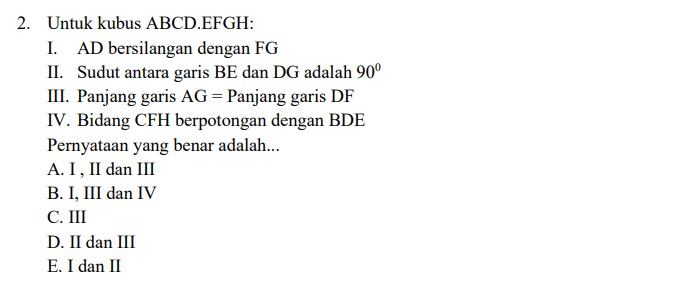 2. Untuk kubus ABCD.EFGH:
I. AD bersilangan dengan FG
II. Sudut antara garis BE dan DG adalah 90⁰
III. Panjang garis AG = Panjang garis DF
IV. Bidang CFH berpotongan dengan BDE
Pernyataan yang benar adalah...
A. I , II dan III
B. I, III dan IV
C. III
D. II dan III
E. I dan II